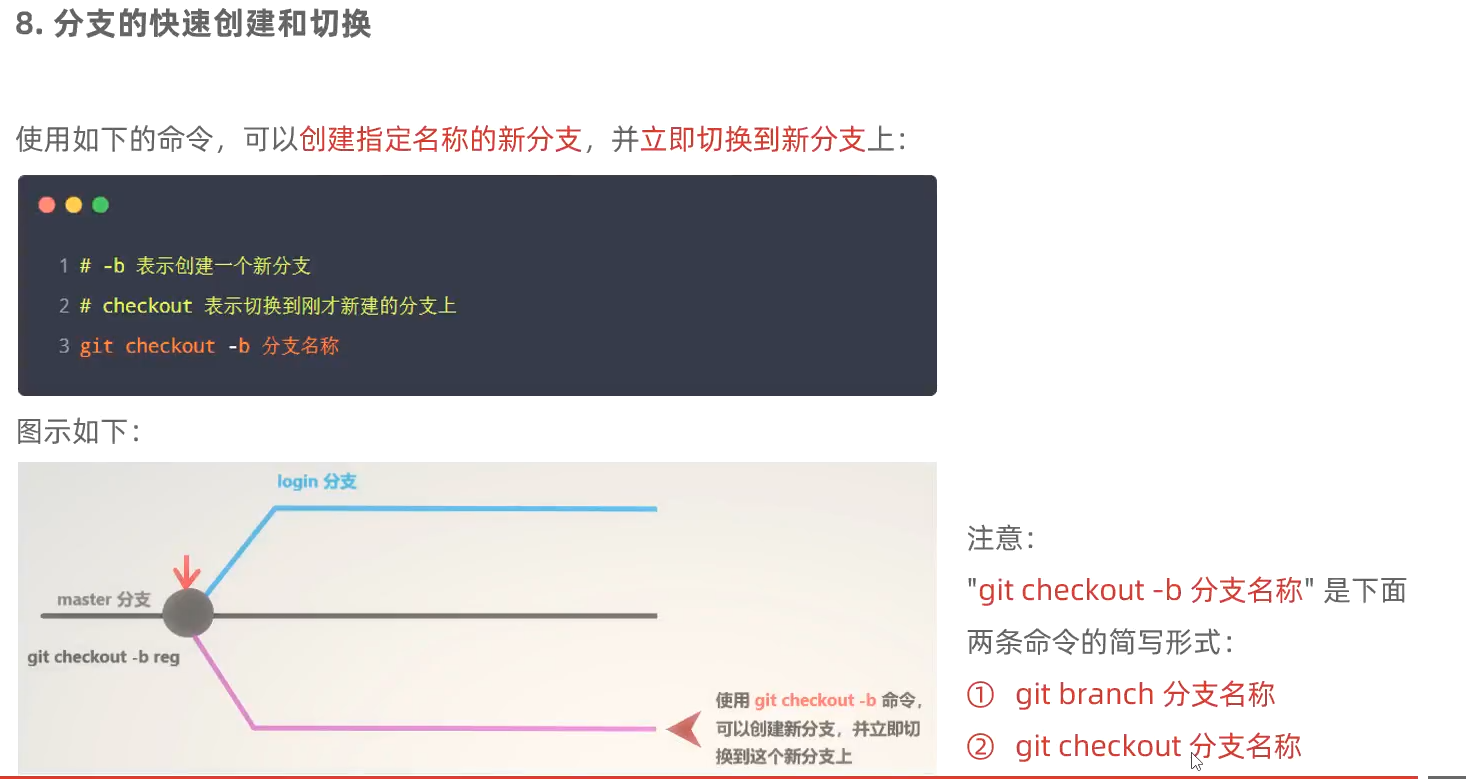 8. 分支的快速创建和切换
使用如下的命令，可以创建指定名称的新分支，并立即切换到新分支上：
1 # -b 表示创建一个新分支
2 # checkout 表示切换到刚才新建的分支上
3 git checkout -b 分支名称
图示如下：
login 分支
master 分支
git checkout -b reg
使用 git checkout -b 命令，
可以创建新分支，并立即切
换到这个新分支上
注意：
"git checkout -b 分支名称" 是下面
两条命令的简写形式：
① git branch 分支名称
② git checkout 分支名称